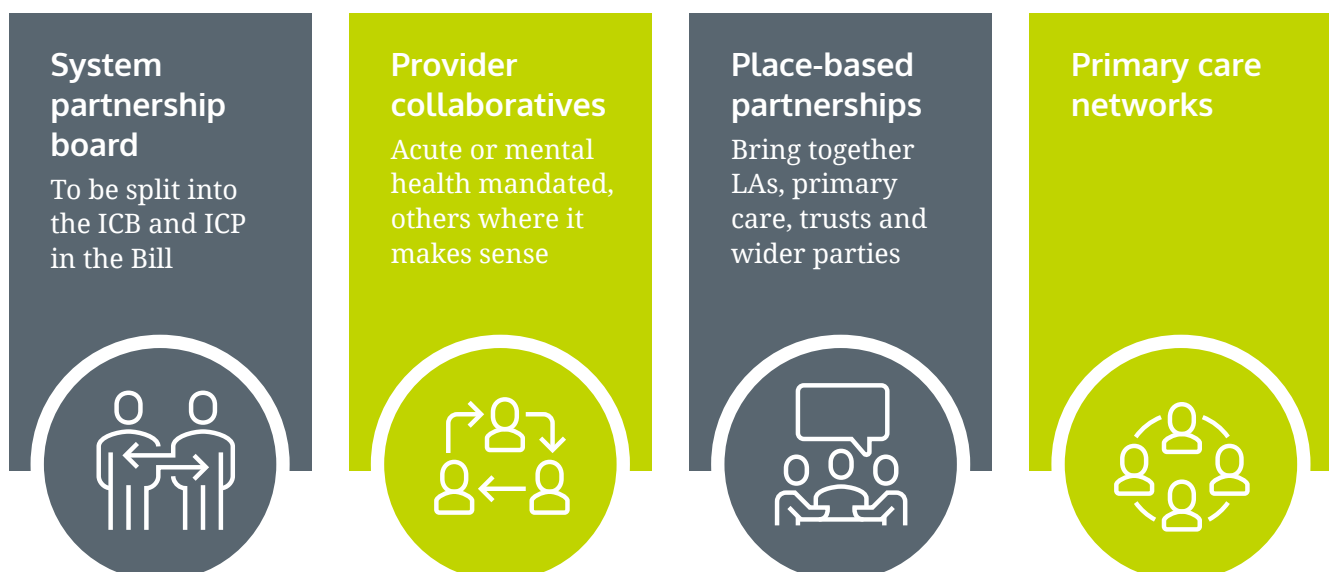 System
partnership
board
To be split into
the ICB and ICP
in the Bill
Provider
collaboratives
Acute or mental
health mandated,
others where it
makes sense
Place-based
partnerships
Bring together
LAs, primary
care, trusts and
wider parties
Primary care
networks